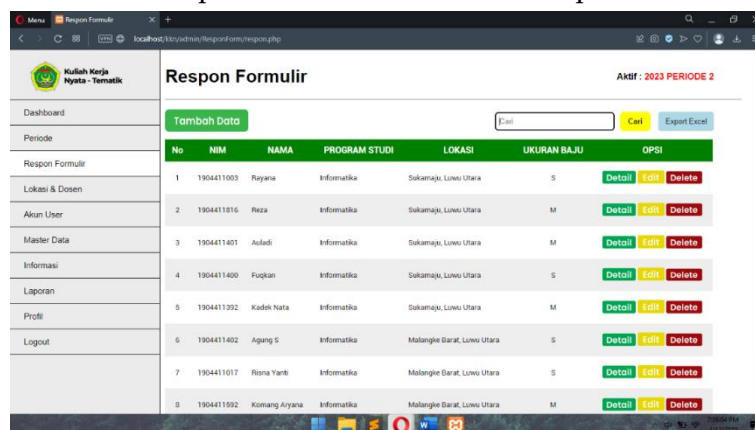 Menu
Respon Formulir
localhost/kkn/admin/ResponForm/respon.php
Kuliah Kerja
Nyata - Tematik
Respon Formulir
Aktif : 2023 PERIODE 2
Dashboard
Periode
Respon Formulir
Lokasi & Dosen
Akun User
Master Data
Informasi
Laporan
Profil
Logout
Tambah Data
Cari
Cari
Export Excel
No NIM NAMA PROGRAM STUDI LOKASI UKURAN BAJU OPSI
1 1904411003 Rayana Informatika Sukamaju, Luwu Utara S Detail Edit Delete
2 1904411816 Reza Informatika Sukamaju, Luwu Utara M Detail Edit Delete
3 1904411401 Auladi Informatika Sukamaju, Luwu Utara M Detail Edit Delete
4 1904411400 Fuqkan Informatika Sukamaju, Luwu Utara S Detail Edit Delete
5 1904411392 Kadek Nata Informatika Sukamaju, Luwu Utara M Detail Edit Delete
6 1904411402 Agung S Informatika Malangke Barat, Luwu Utara S Detail Edit Delete
7 1904411017 Risna Yanti Informatika Malangke Barat, Luwu Utara S Detail Edit Delete
8 1904411592 Komang Aryana Informatika Malangke Barat, Luwu Utara M Detail Edit Delete